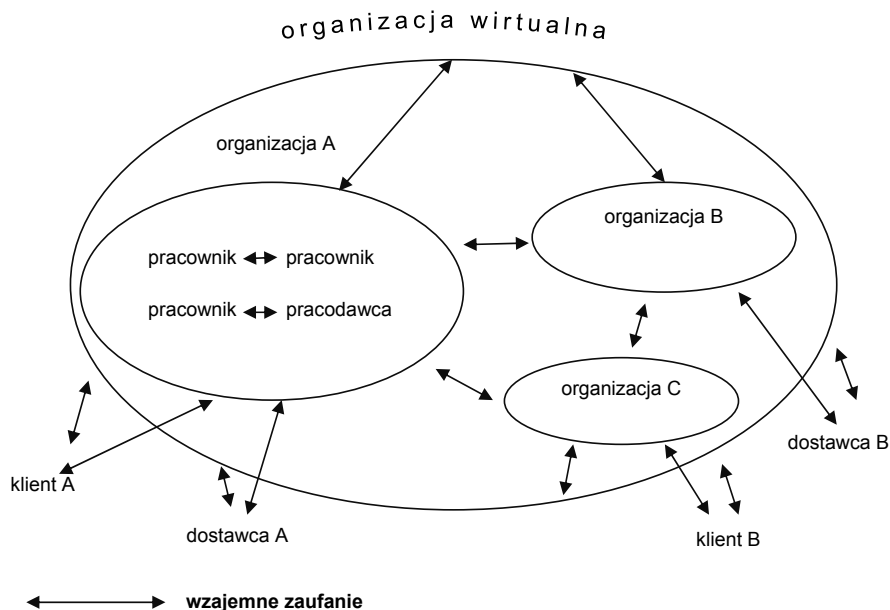 organizacja wirtualna
organizacja A
organizacja B
pracownik pracownik
pracownik pracodawca
organizacja C
dostawca B
klient A
dostawca A
klient B
wzajemne zaufanie